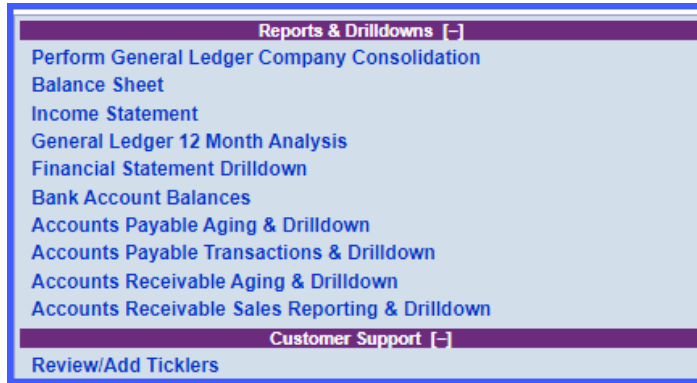 Reports & Drilldowns [–]
Perform General Ledger Company Consolidation
Balance Sheet
Income Statement
General Ledger 12 Month Analysis
Financial Statement Drilldown
Bank Account Balances
Accounts Payable Aging & Drilldown
Accounts Payable Transactions & Drilldown
Accounts Receivable Aging & Drilldown
Accounts Receivable Sales Reporting & Drilldown
Customer Support [–]
Review/Add Ticklers